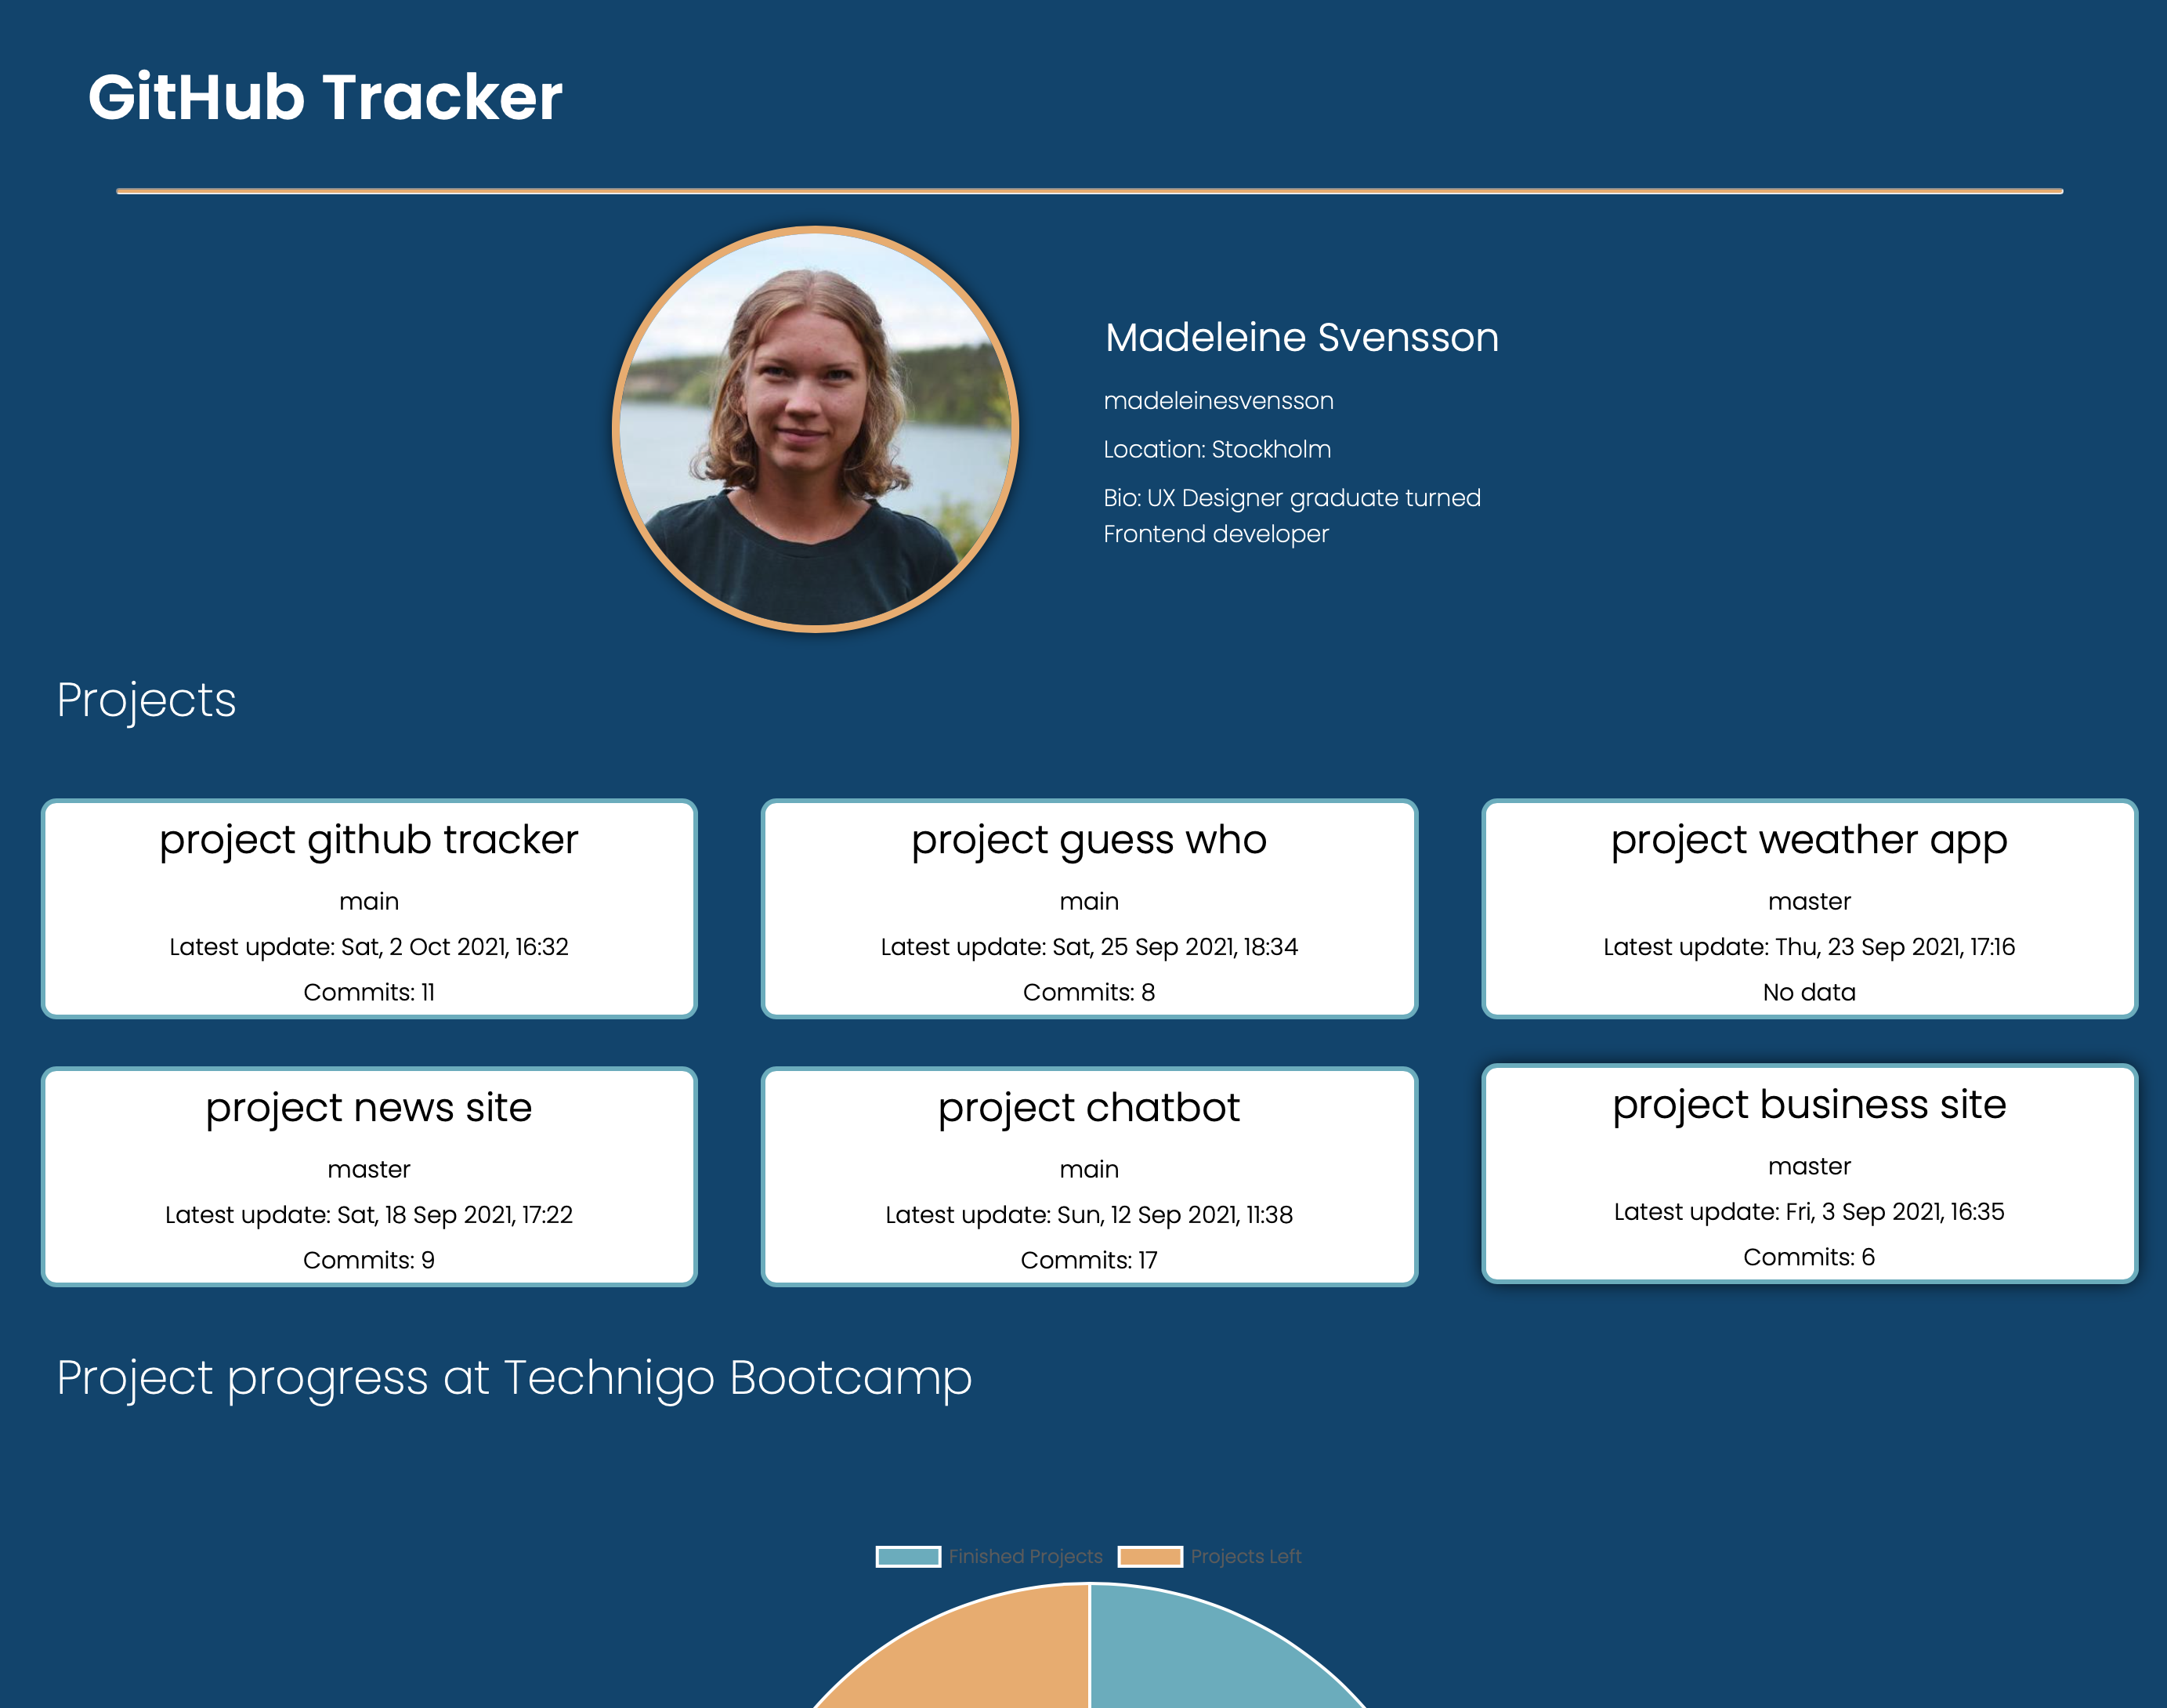 GitHub Tracker
Madeleine Svensson
madeleinesvensson
Location: Stockholm
Bio: UX Designer graduate turned
Frontend developer
Projects
project github tracker
main
Latest update: Sat, 2 Oct 2021, 16:32
Commits: 11
project guess who
main
Latest update: Sat, 25 Sep 2021, 18:34
Commits: 8
project weather app
master
Latest update: Thu, 23 Sep 2021, 17:16
No data
project news site
master
Latest update: Sat, 18 Sep 2021, 17:22
Commits: 9
project chatbot
main
Latest update: Sun, 12 Sep 2021, 11:38
Commits: 17
project business site
master
Latest update: Fri, 3 Sep 2021, 16:35
Commits: 6
Project progress at Technigo Bootcamp
Finished Projects
Projects Left